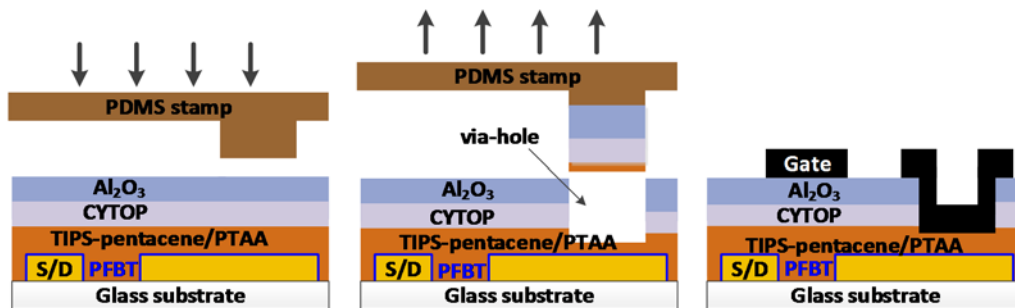 PDMS stamp
Al₂O₃
CYTOP
TIPS-pentacene/PTAA
S/D PFBT
Glass substrate
PDMS stamp
via-hole
Al₂O₃
CYTOP
TIPS-pentacene/PTAA
S/D PFBT
Glass substrate
Gate
Al₂O₃
CYTOP
TIPS-pentacene/PTAA
S/D PFBT
Glass substrate